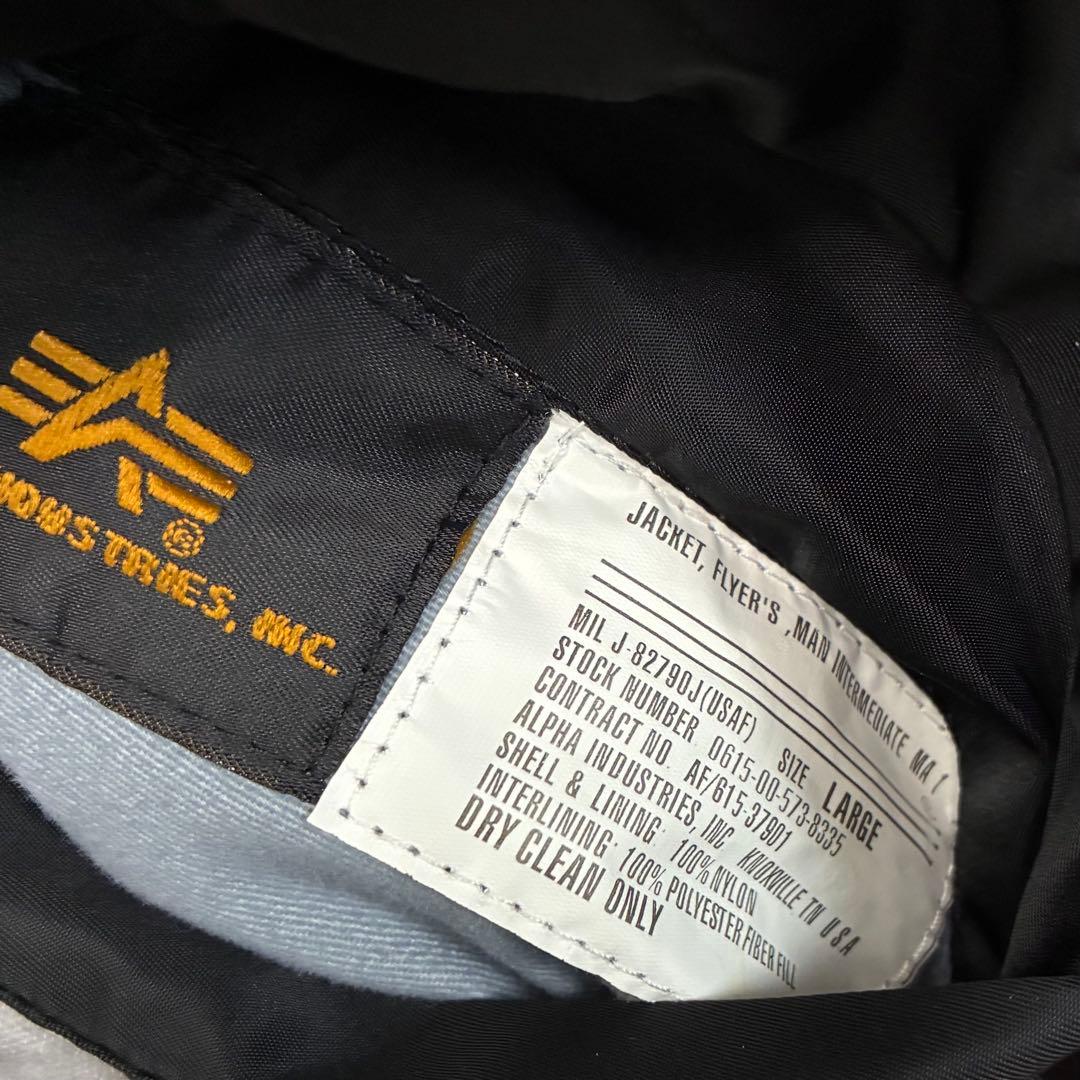 INDUSTRIES, INC.
®
JACKET, FLYER'S ,MAN INTERMEDIATE MA 1
MIL J-82790J(USAF) SIZE LARGE
STOCK NUMBER 0615-00-573-8335
CONTRACT NO AF/615-37901
ALPHA INDUSTRIES, INC KNOXVILLE, TN U S A
SHELL & LINING: 100% NYLON
INTERLINING: 100% POLYESTER FIBER FILL
DRY CLEAN ONLY